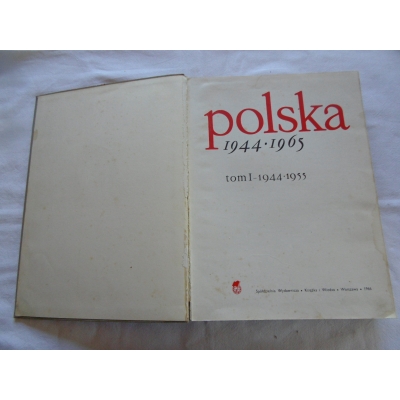 polska
1944·1965
tom I-1944-1955
Spółdzielnia Wydawnicza • Książka i Wiedza • Warszawa • 1966